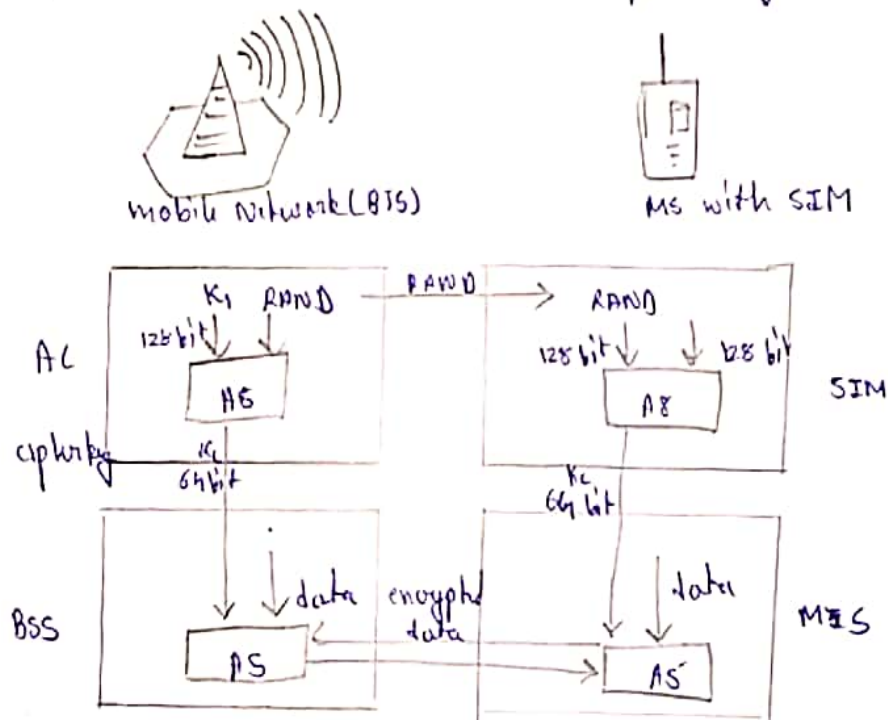 mobile Network (BTS)
MS with SIM
K1 RAND
RAND
RAND
128 bit
128 bit
128 bit
AC
A8
SIM
cipherkey
Kc
64 bit
Kc
64 bit
data
encrypted
data
data
BSS
MS
A5
A5